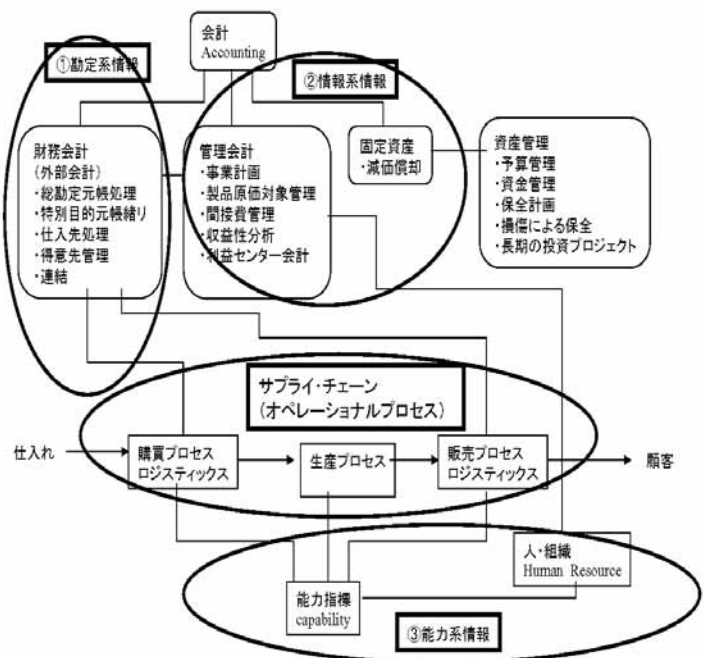 会計
Accounting
①勘定系情報
②情報系情報
財務会計
(外部会計)
・総勘定元帳処理
・特別目的元帳緒リ
・仕入先処理
・得意先管理
・連結
管理会計
・事業計画
・製品原価対象管理
・間接費管理
・収益性分析
・利益センター会計
固定資産
・減価償却
資産管理
・予算管理
・資金管理
・保全計画
・損傷による保全
・長期の投資プロジェクト
サプライ・チェーン
(オペレーショナルプロセス)
仕入れ
購買プロセス
ロジスティックス
生産プロセス
販売プロセス
ロジスティックス
顧客
人・組織
Human Resource
能力指標
capability
③能力系情報